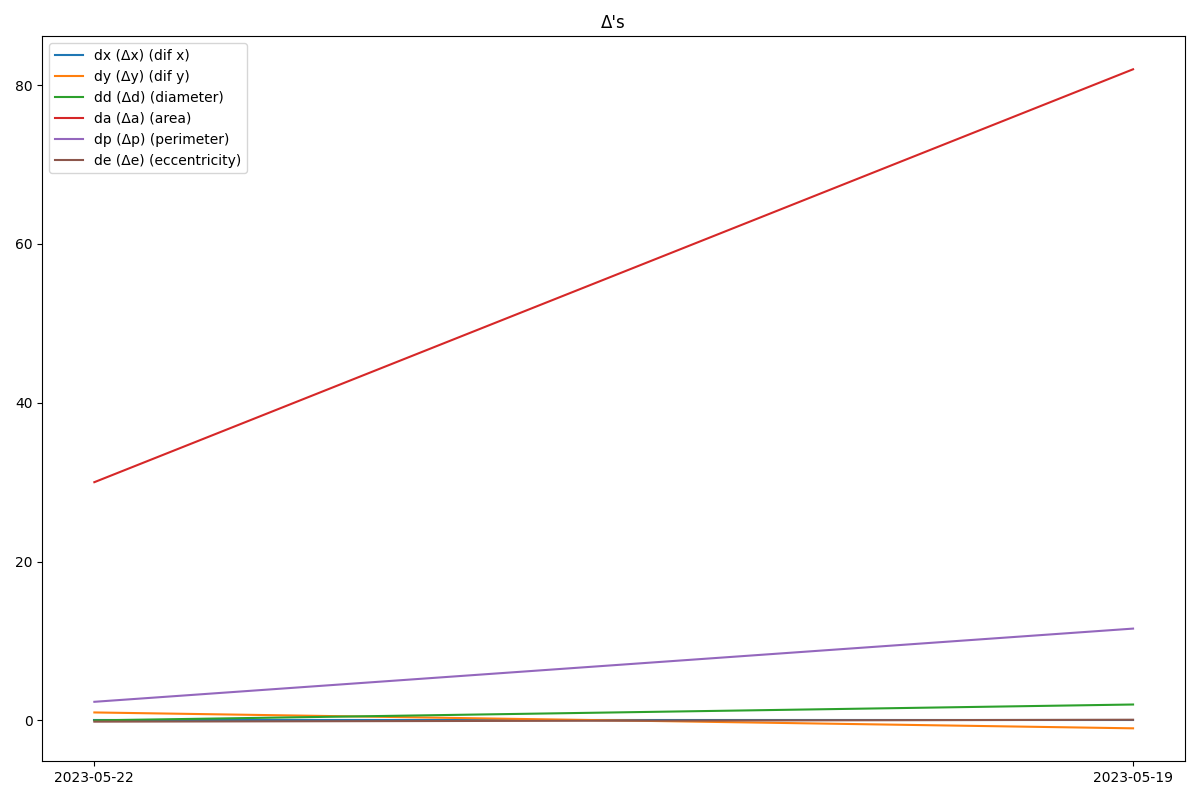 Δ's
dx (Δx) (dif x)
dy (Δy) (dif y)
dd (Δd) (diameter)
da (Δa) (area)
dp (Δp) (perimeter)
de (Δe) (eccentricity)
80
60
40
20
0
2023-05-22
2023-05-19